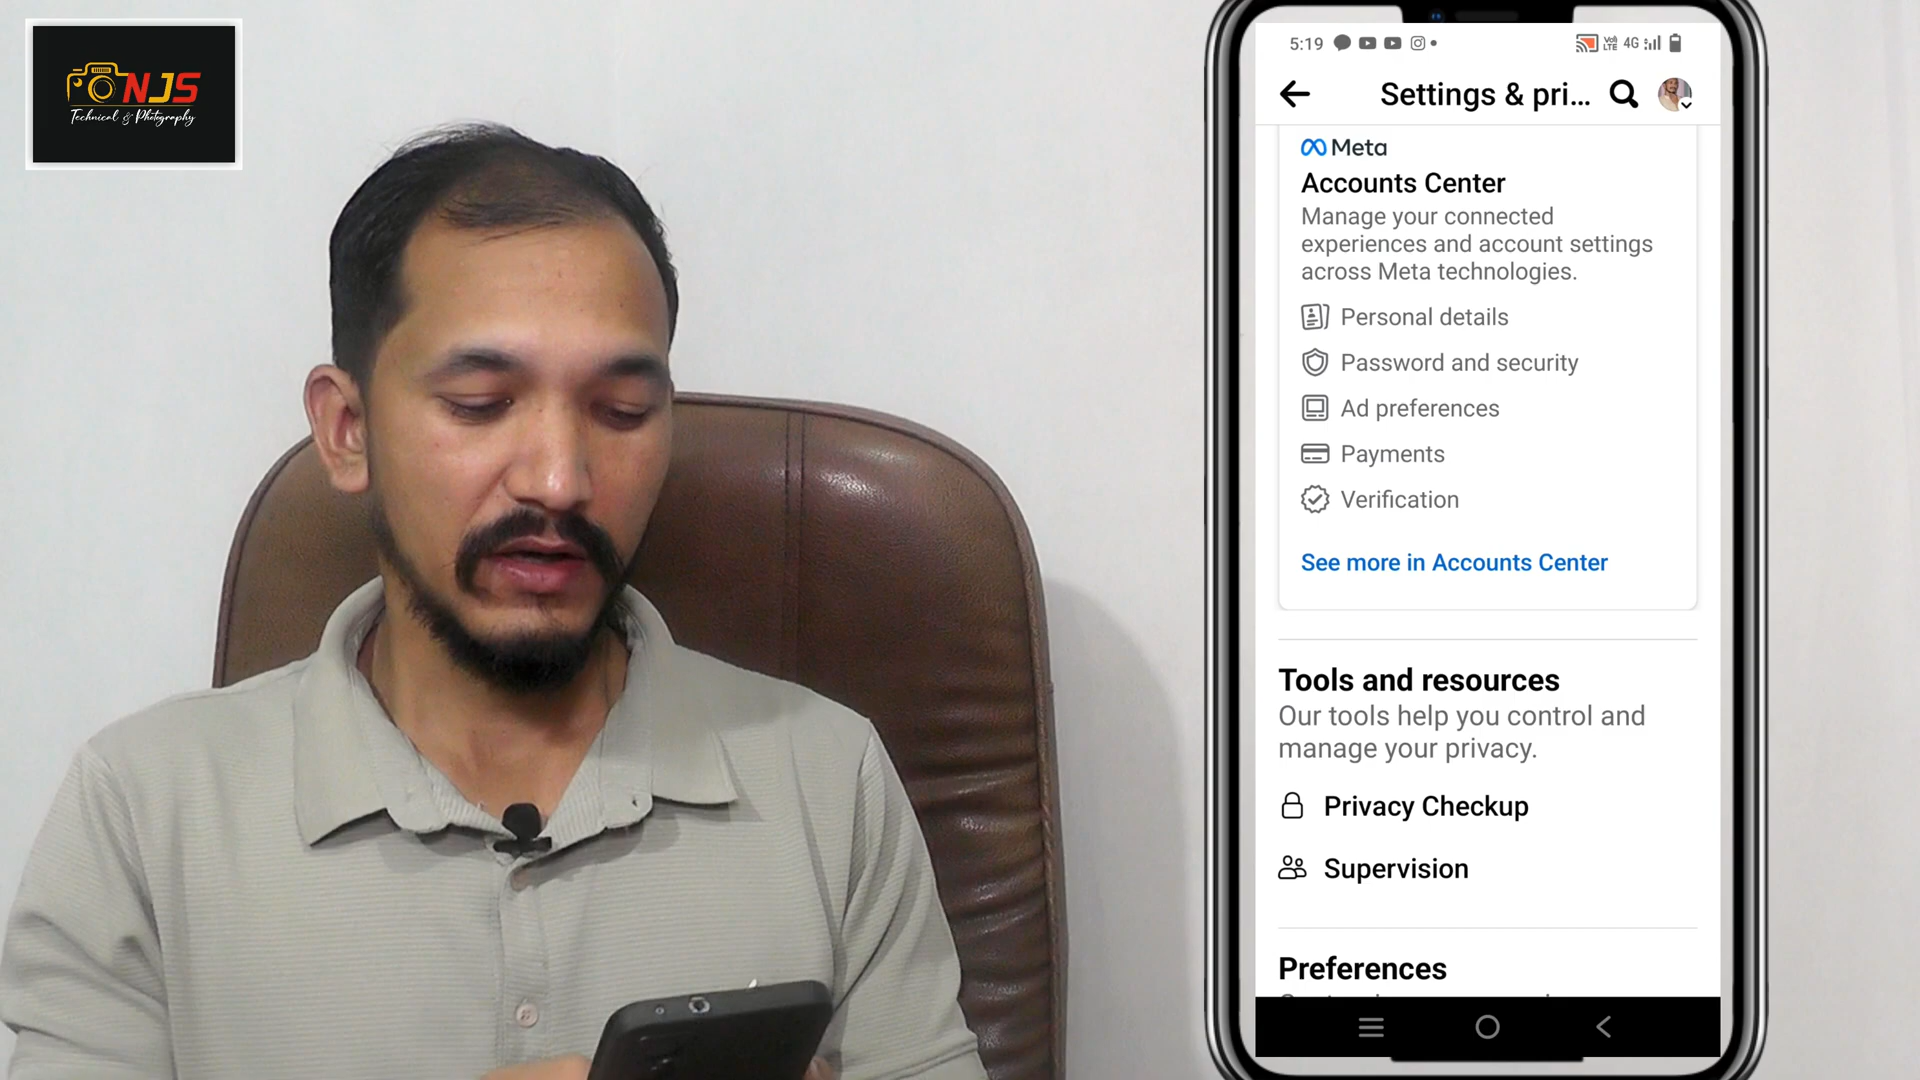 NJS
Technical & Photography
5:19
VoLTE 4G
Settings & pri...
Meta
Accounts Center
Manage your connected
experiences and account settings
across Meta technologies.
Personal details
Password and security
Ad preferences
Payments
Verification
See more in Accounts Center
Tools and resources
Our tools help you control and
manage your privacy.
Privacy Checkup
Supervision
Preferences